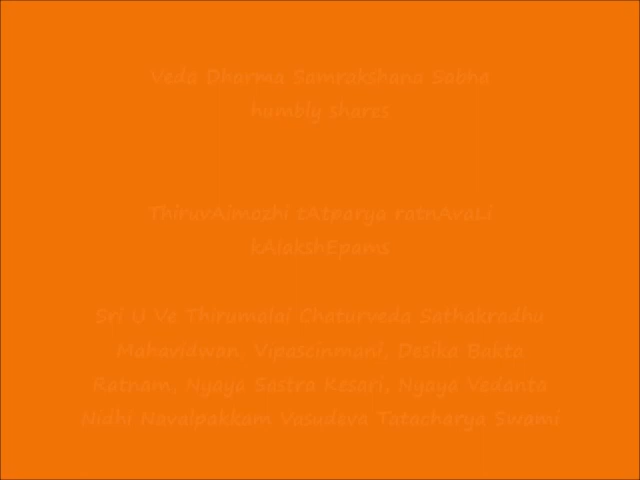 Veda Dharma Samrakshana Sabha
humbly shares
ThiruvAimozhi tAtparya ratnAvaLi
kAlakshEpams
Sri U Ve Thirumalai Chaturveda Sathakradhu
Mahavidwan, Vipascinmani, Desika Bakta
Ratnam, Nyaya Sastra Kesari, Nyaya Vedanta
Nidhi Navalpakkam Vasudeva Tatacharya Swami